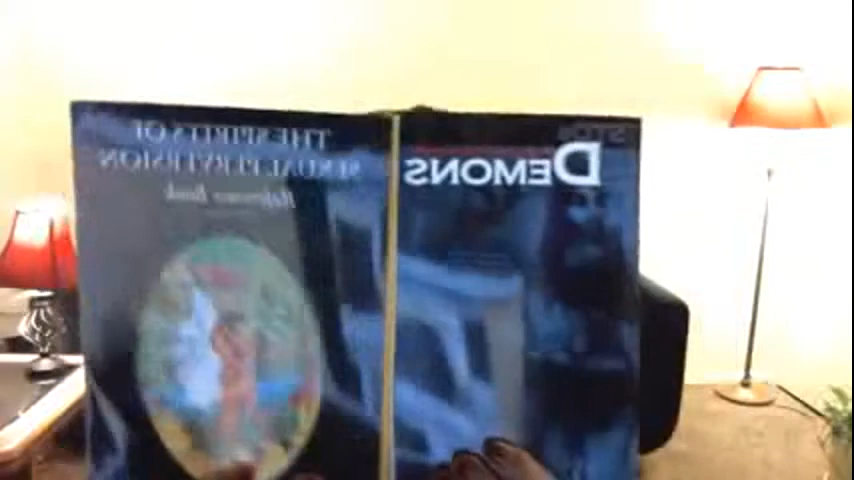 THE SPIRITS OF
SEXUAL PERVERSION
Reference Book
DEMONS